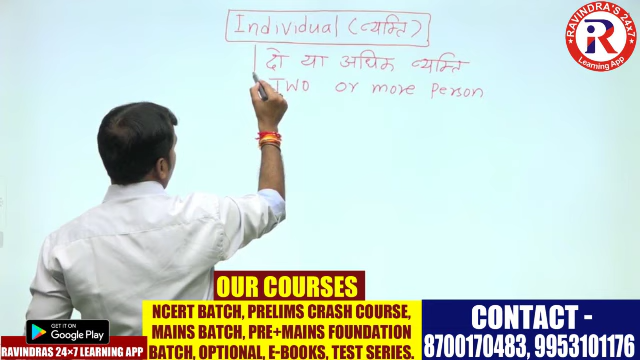 Individual (व्यक्ति)
दो या अधिक व्यक्ति
Two or more Person
RAVINDRA'S 24x7
R
Learning App
OUR COURSES
NCERT BATCH, PRELIMS CRASH COURSE,
MAINS BATCH, PRE+MAINS FOUNDATION
BATCH, OPTIONAL, E-BOOKS, TEST SERIES.
CONTACT -
8700170483, 9953101176
GET IT ON
Google Play
RAVINDRAS 24×7 LEARNING APP